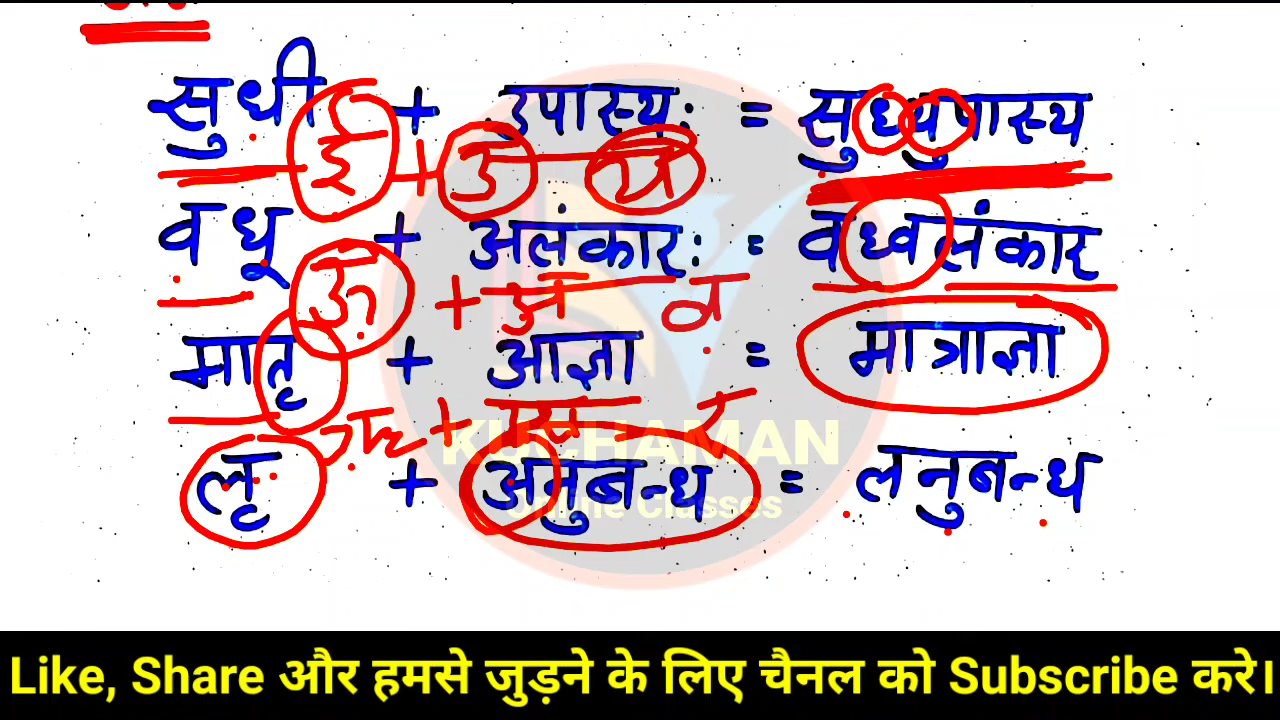 सुधी + उपास्यः = सुध्युपास्य
ई + उ य
वधू + अलंकारः = वध्वलंकार
ऊ + अ व
मातृ + आज्ञा = मात्राज्ञा
ऋ + र
KUCHAMAN
लृ + अनुबन्ध = लनुबन्ध
Online Classes
Like, Share और हमसे जुड़ने के लिए चैनल को Subscribe करे।